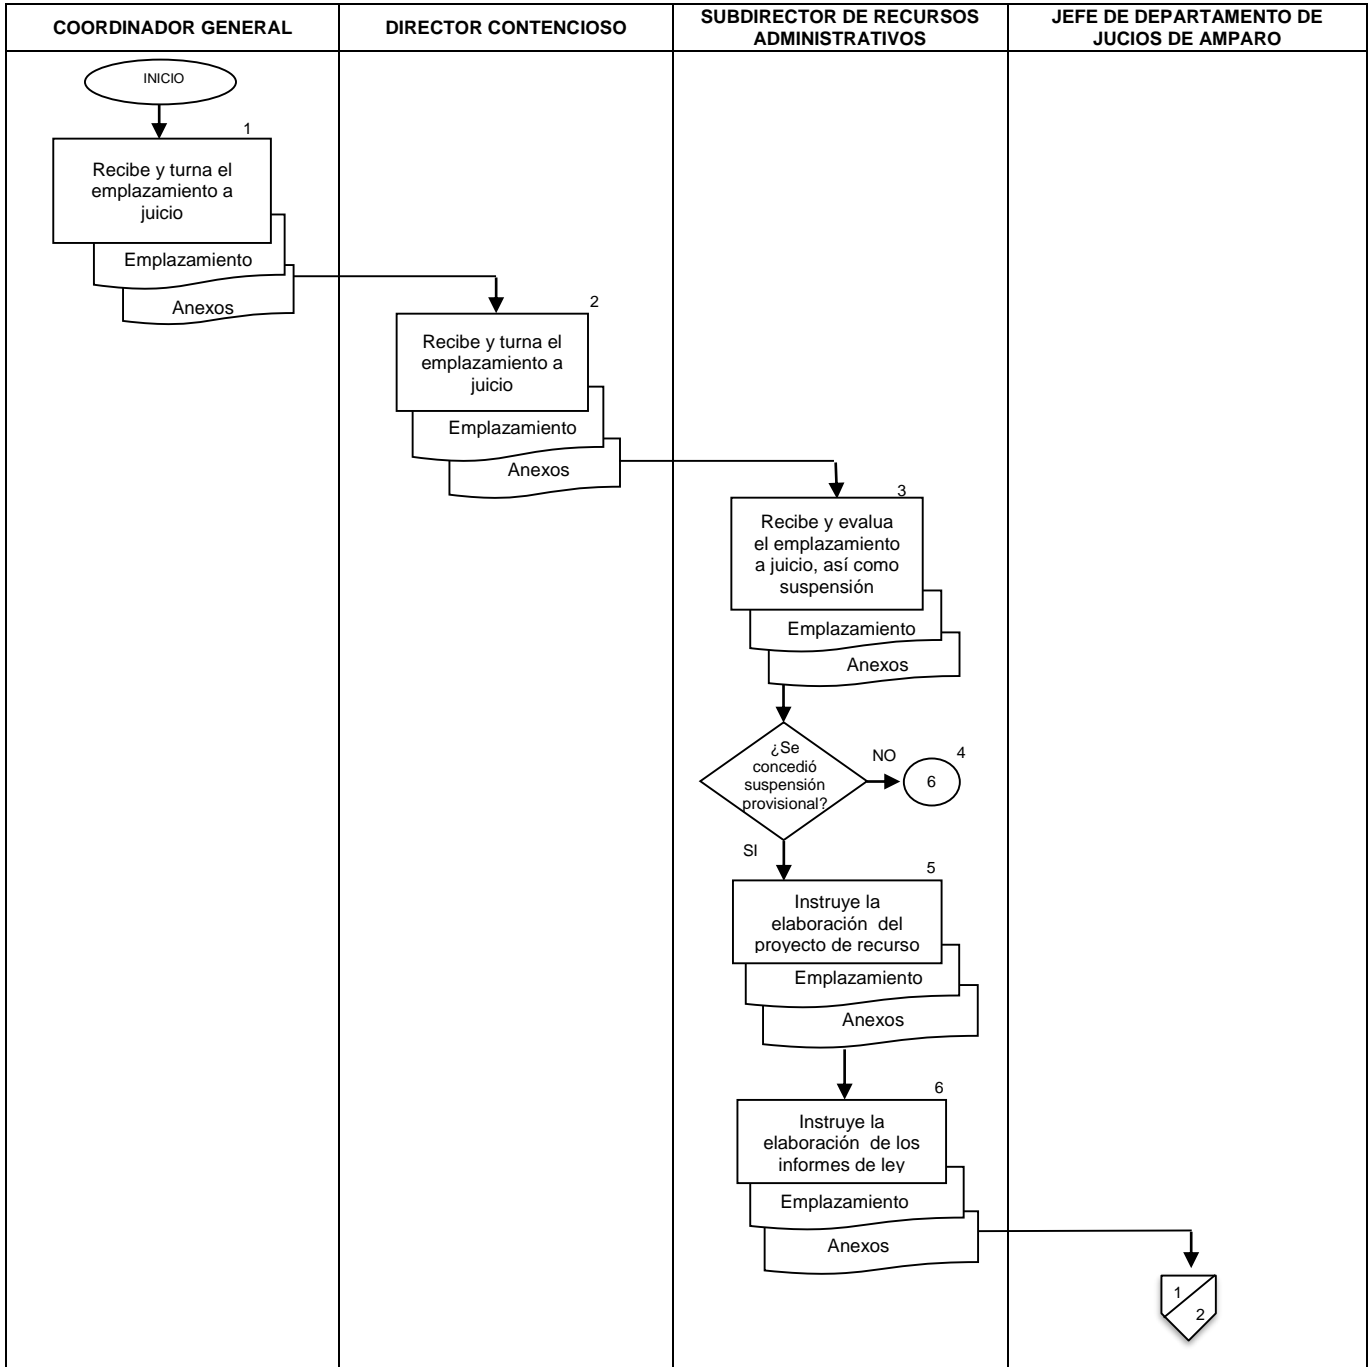 COORDINADOR GENERAL
DIRECTOR CONTENCIOSO
SUBDIRECTOR DE RECURSOS
ADMINISTRATIVOS
JEFE DE DEPARTAMENTO DE
JUCIOS DE AMPARO
INICIO
1
Recibe y turna el
emplazamiento a
juicio
Emplazamiento
Anexos
2
Recibe y turna el
emplazamiento a
juicio
Emplazamiento
Anexos
3
Recibe y evalua
el emplazamiento
a juicio, así como
suspensión
Emplazamiento
Anexos
¿Se
concedió
suspensión
provisional?
NO
4
6
SI
5
Instruye la
elaboración del
proyecto de recurso
Emplazamiento
Anexos
6
Instruye la
elaboración de los
informes de ley
Emplazamiento
Anexos
1
2